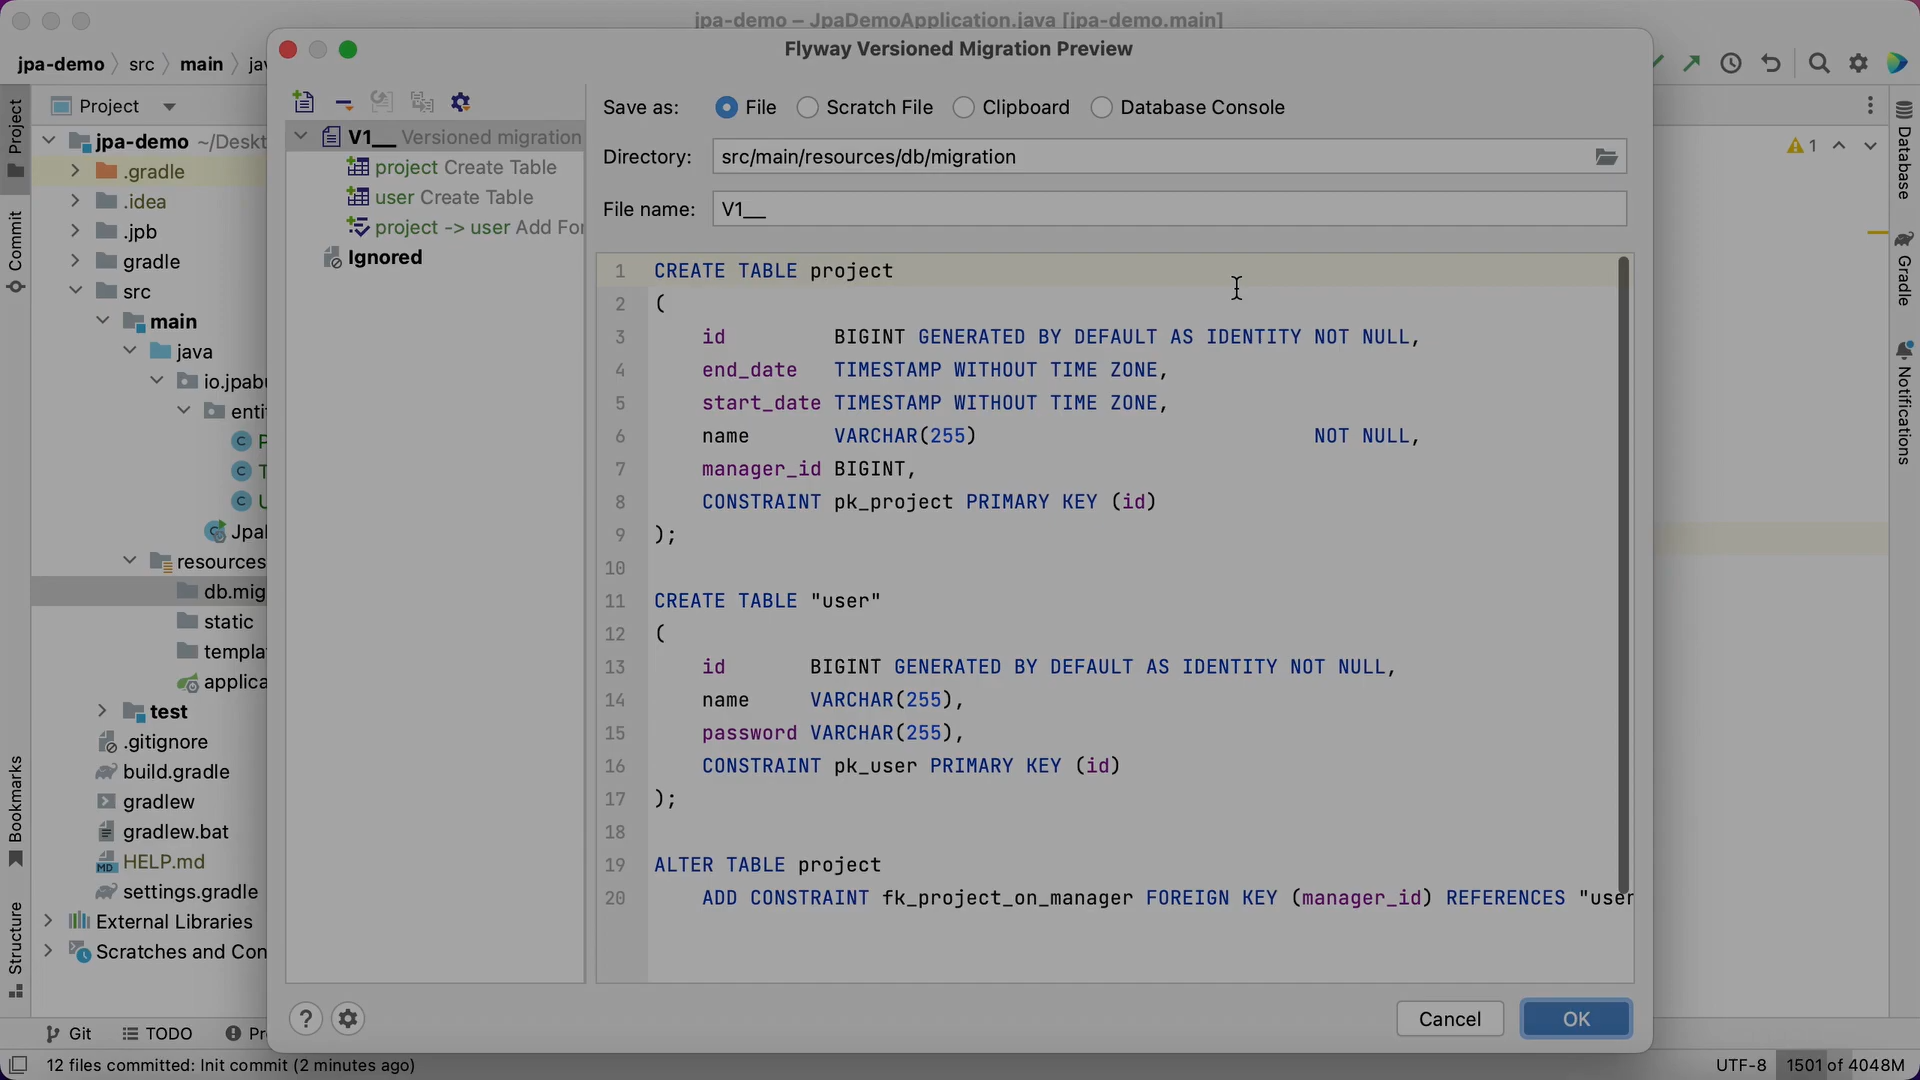 jpa-demo – JpaDemoApplication.java [jpa-demo.main]
Flyway Versioned Migration Preview
jpa-demo
src
main
Project
jpa-demo ~/Deskt
.gradle
.idea
.jpb
gradle
src
main
java
resources
static
test
.gitignore
build.gradle
gradlew
gradlew.bat
HELP.md
settings.gradle
External Libraries
Scratches and Con
Project
Commit
Bookmarks
Structure
V1__ Versioned migration
project Create Table
user Create Table
project -> user Add For
Ignored
Save as:
File
Scratch File
Clipboard
Database Console
Directory:
src/main/resources/db/migration
File name:
V1__
1 CREATE TABLE project
2 (
3 id BIGINT GENERATED BY DEFAULT AS IDENTITY NOT NULL,
4 end_date TIMESTAMP WITHOUT TIME ZONE,
5 start_date TIMESTAMP WITHOUT TIME ZONE,
6 name VARCHAR(255) NOT NULL,
7 manager_id BIGINT,
8 CONSTRAINT pk_project PRIMARY KEY (id)
9 );
10
11 CREATE TABLE "user"
12 (
13 id BIGINT GENERATED BY DEFAULT AS IDENTITY NOT NULL,
14 name VARCHAR(255),
15 password VARCHAR(255),
16 CONSTRAINT pk_user PRIMARY KEY (id)
17 );
18
19 ALTER TABLE project
20 ADD CONSTRAINT fk_project_on_manager FOREIGN KEY (manager_id) REFERENCES "user
Cancel
OK
1
Database
Gradle
Notifications
Git
TODO
12 files committed: Init commit (2 minutes ago)
UTF-8
1501 of 4048M